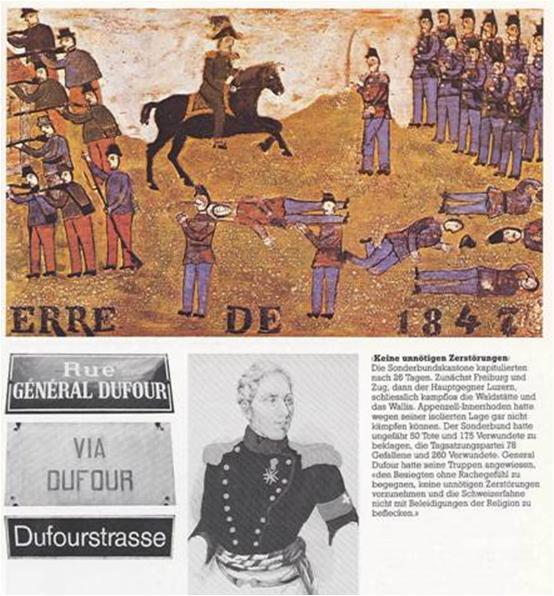 ERRE DE 1847
Rue
GÉNÉRAL DUFOUR
VIA
DUFOUR
Dufourstrasse
‹Keine unnötigen Zerstörungen›
Die Sonderbundskantone kapitulierten
nach 26 Tagen. Zunächst Freiburg und
Zug, dann der Hauptgegner Luzern,
schliesslich kampflos die Waldstätte und
das Wallis. Appenzell-Innerrhoden hatte
wegen seiner isolierten Lage gar nicht
kämpfen können. Der Sonderbund hatte
ungefähr 50 Tote und 175 Verwundete zu
beklagen, die Tagsatzungspartei 78
Gefallene und 260 Verwundete. General
Dufour hatte seine Truppen angewiesen,
«den Besiegten ohne Rachegefühl zu
begegnen, keine unnötigen Zerstörungen
vorzunehmen und die Schweizerfahne
nicht mit Beleidigungen der Religion zu
beflecken.»